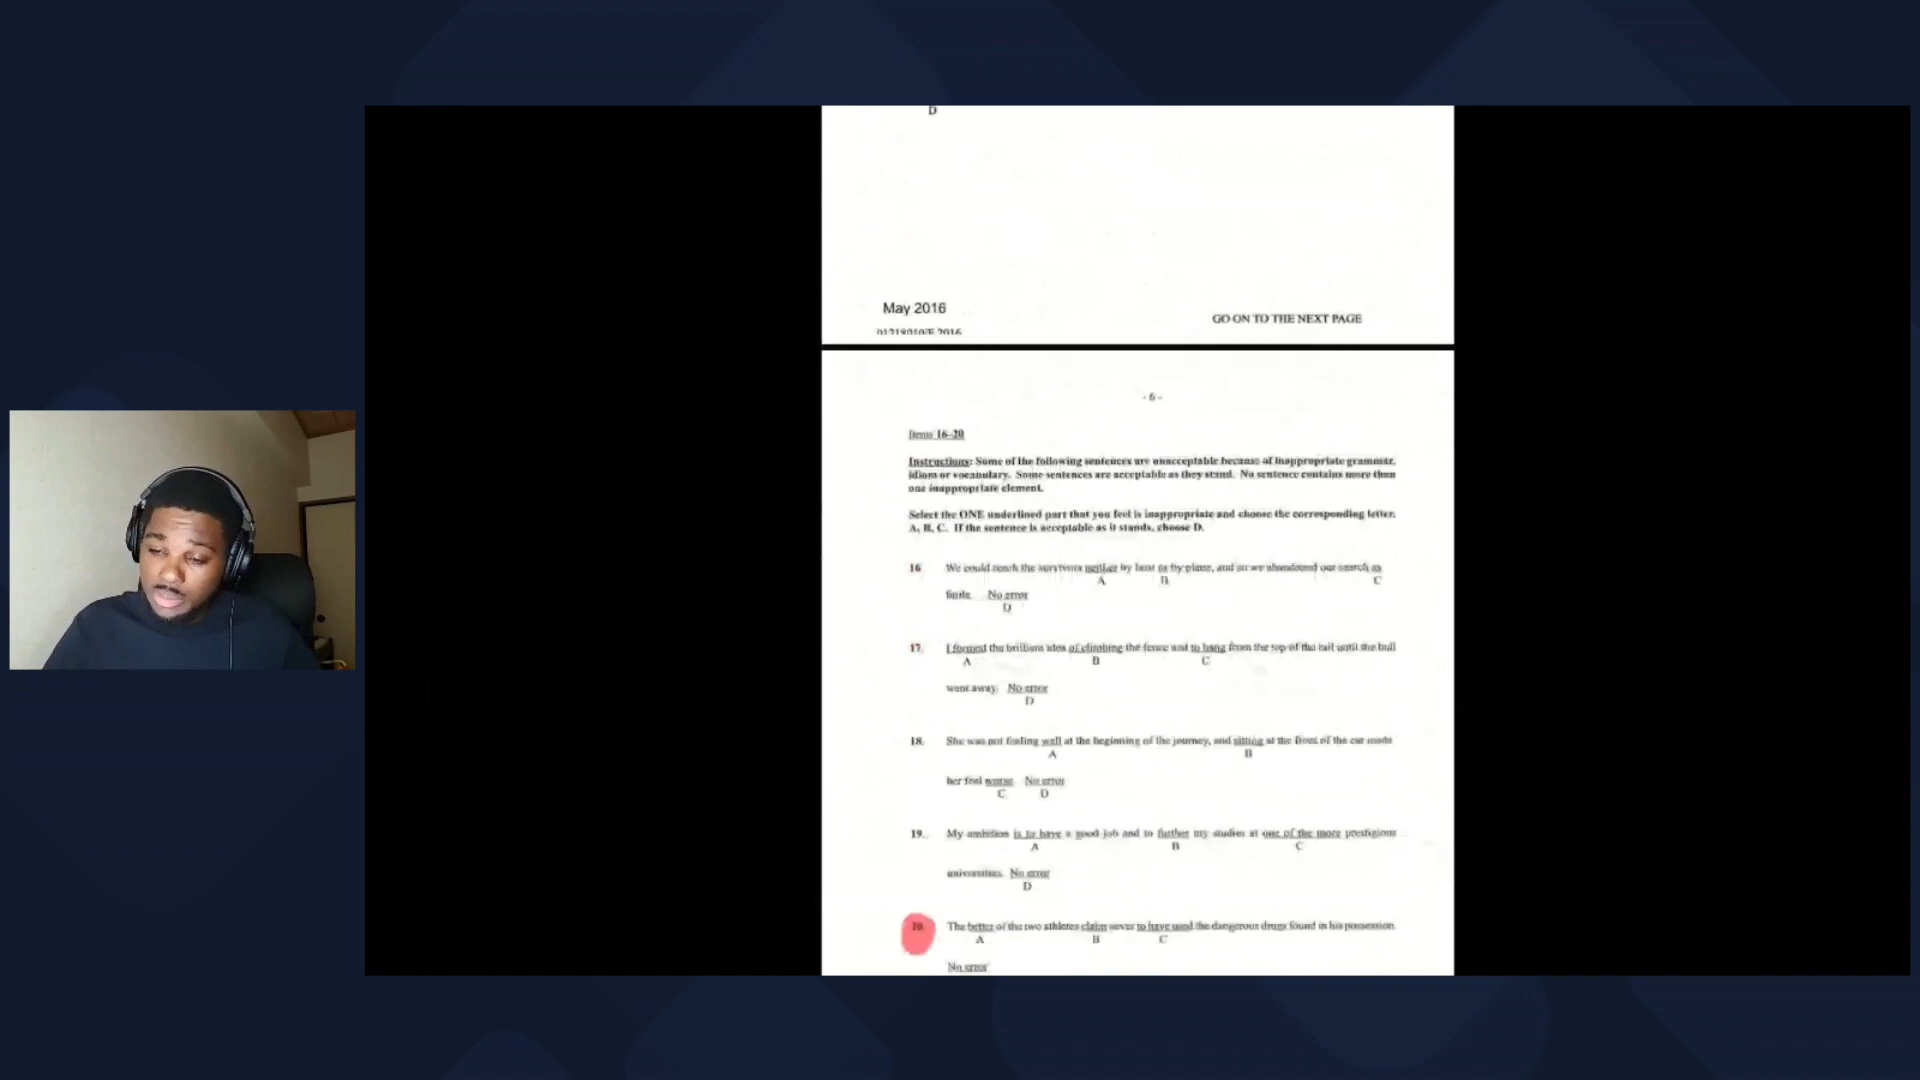 D
May 2016
GO ON TO THE NEXT PAGE
- 6 -
Items 16-20
Instructions: Some of the following sentences are unacceptable because of inappropriate grammar,
idiom or vocabulary. Some sentences are acceptable as they stand. No sentence contains more than
one inappropriate element.
Select the ONE underlined part that you feel is inappropriate and choose the corresponding letter,
A, B, C. If the sentence is acceptable as it stands, choose D.
16 We could reach the survivors neither by boat or by plane, and so we abandoned our search as
A B C
futile. No error
D
17. I formed the brilliant idea of climbing the fence and to hang from the top of the rail until the bull
A B C
went away. No error
D
18. She was not feeling well at the beginning of the journey, and sitting at the front of the car made
A B
her feel worse No error
C D
19. My ambition is to have a good job and to further my studies at one of the more prestigious
A B C
universities. No error
D
20. The better of the two athletes claim never to have used the dangerous drugs found in his possession.
A B C
No error